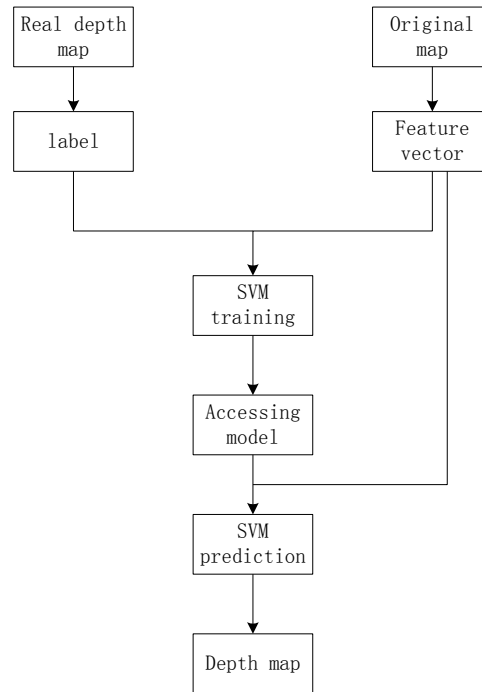 Real depth
map
Original
map
label
Feature
vector
SVM
training
Accessing
model
SVM
prediction
Depth map